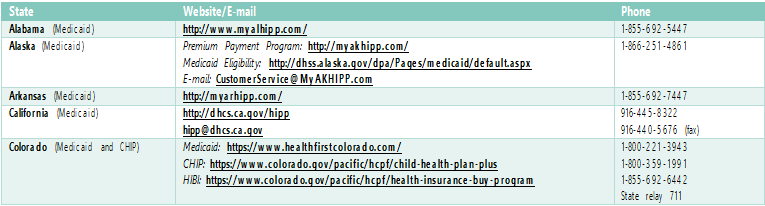 State Website/E-mail Phone
Alabama (Medicaid) http://www.myalhipp.com/ 1-855-692-5447
Alaska (Medicaid) Premium Payment Program: http://myakhipp.com/ 1-866-251-4861
Medicaid Eligibility: http://dhss.alaska.gov/dpa/Pages/medicaid/default.aspx
E-mail: CustomerService@MyAKHIPP.com
Arkansas (Medicaid) http://myarhipp.com/ 1-855-692-7447
California (Medicaid) http://dhcs.ca.gov/hipp 916-445-8322
hipp@dhcs.ca.gov 916-440-5676 (fax)
Colorado (Medicaid and CHIP) Medicaid: https://www.healthfirstcolorado.com/ 1-800-221-3943
CHIP: https://www.colorado.gov/pacific/hcpf/child-health-plan-plus 1-800-359-1991
HIBI: https://www.colorado.gov/pacific/hcpf/health-insurance-buy-program 1-855-692-6442
State relay 711